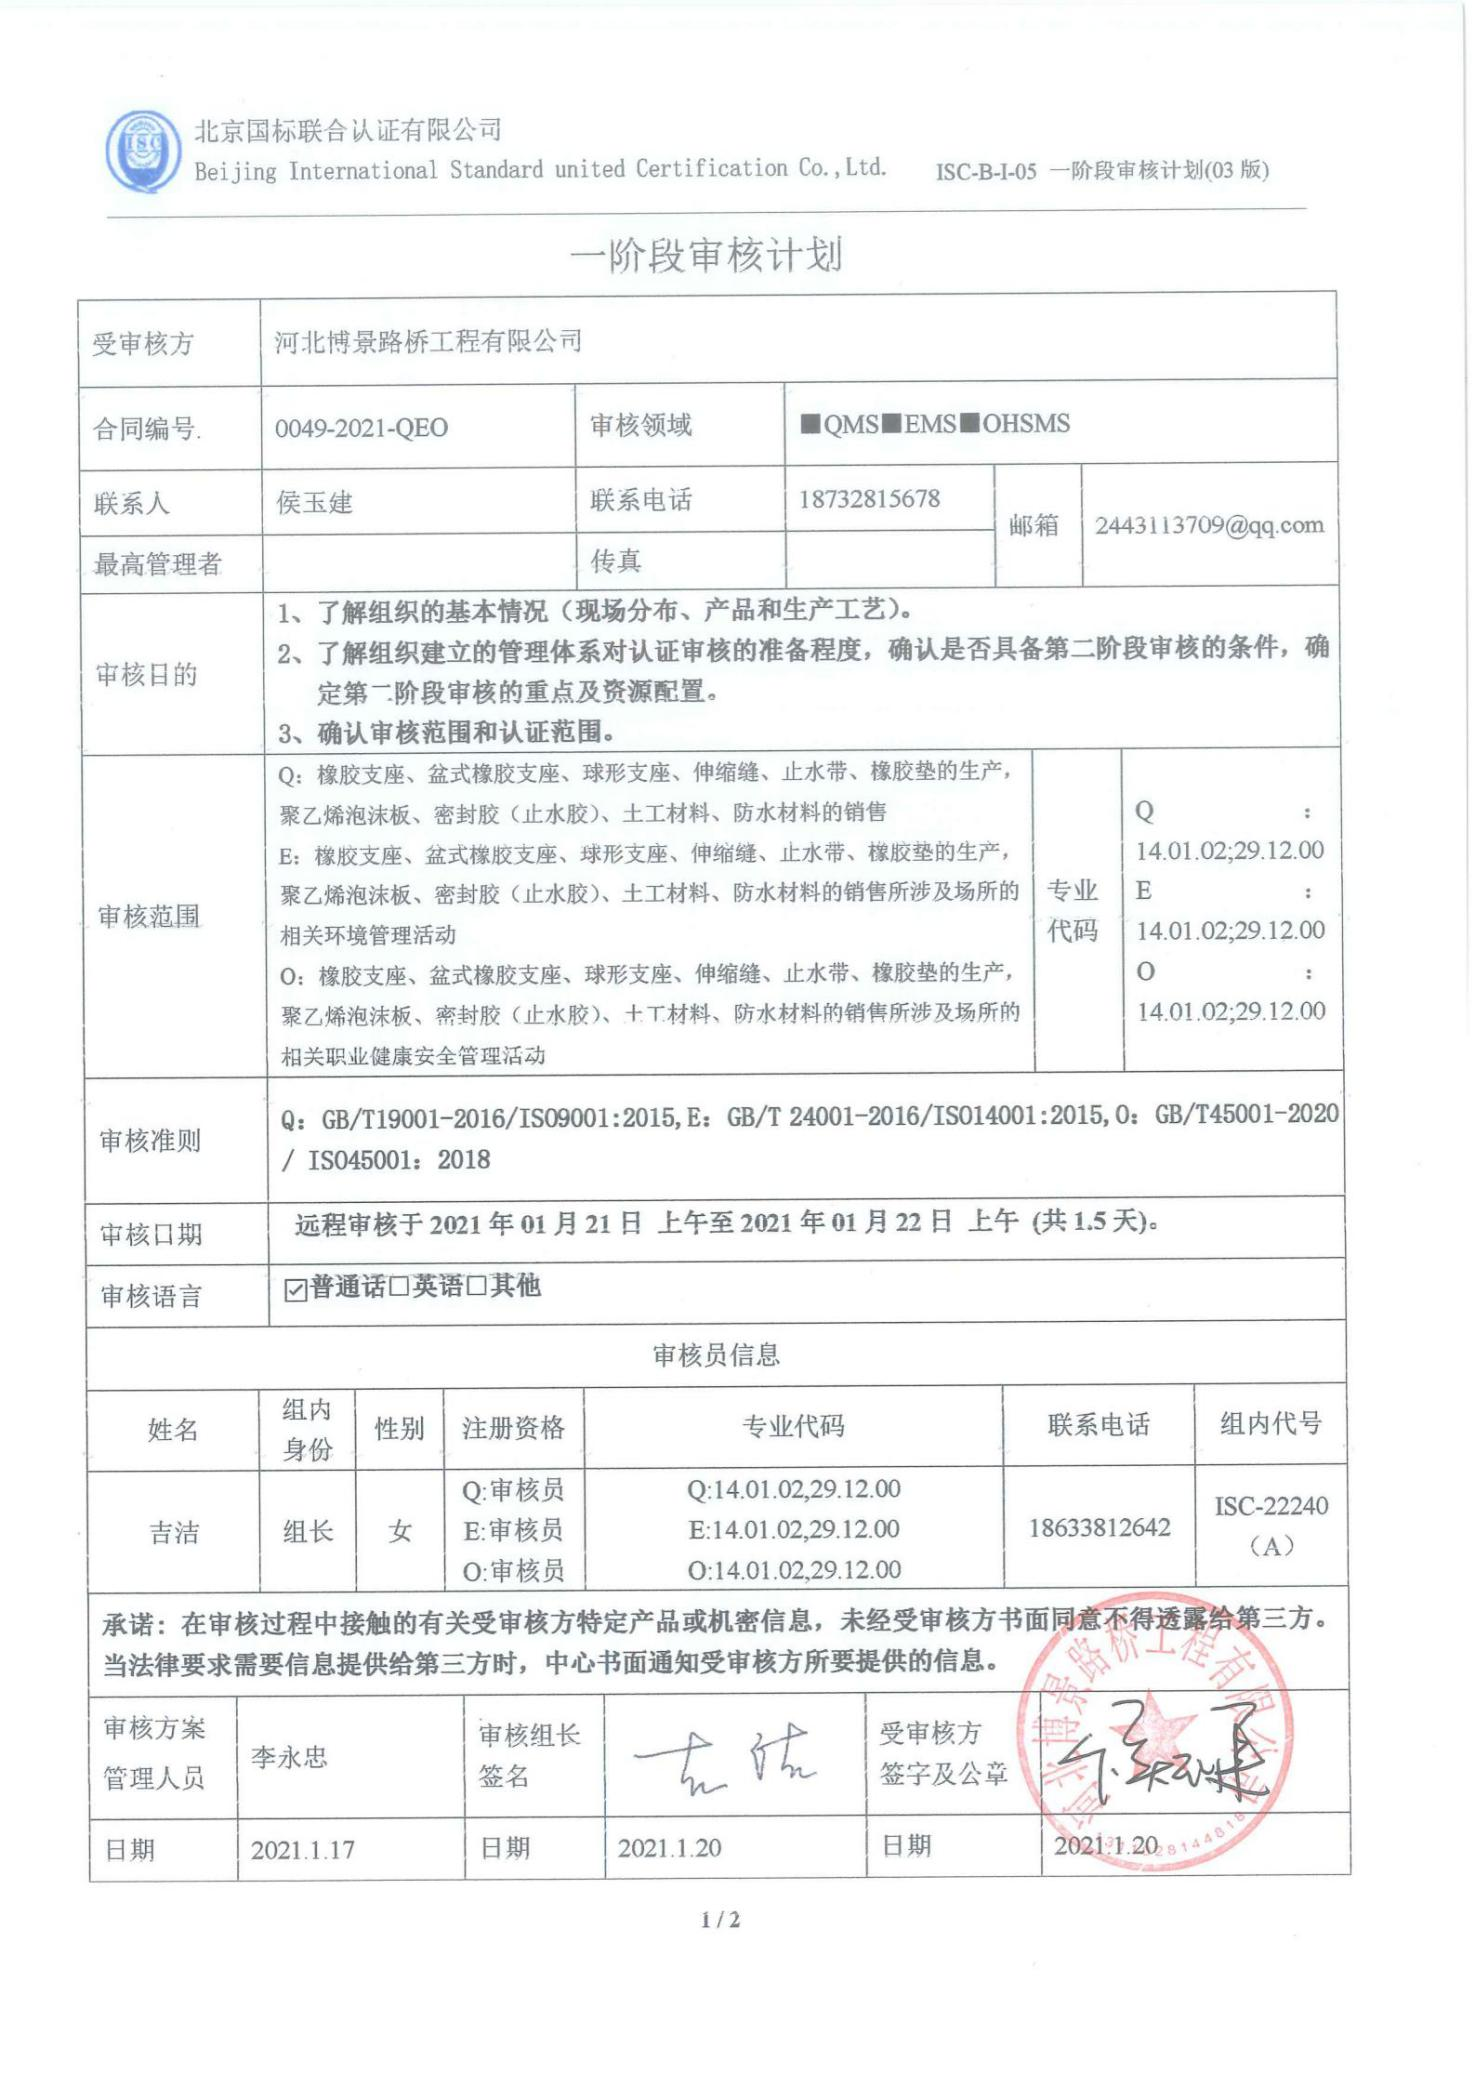 ISC
北京国标联合认证有限公司
Beijing International Standard united Certification Co.,Ltd. ISC-B-I-05 一阶段审核计划(03 版)
一阶段审核计划
受审核方 河北博景路桥工程有限公司
合同编号. 0049-2021-QEO 审核领域 ■QMS■EMS■OHSMS
联系人 侯玉建 联系电话 18732815678 邮箱 2443113709@qq.com
最高管理者 传真
审核目的
1、了解组织的基本情况（现场分布、产品和生产工艺）。
2、了解组织建立的管理体系对认证审核的准备程度，确认是否具备第二阶段审核的条件，确
定第二阶段审核的重点及资源配置。
3、确认审核范围和认证范围。
审核范围
Q：橡胶支座、盆式橡胶支座、球形支座、伸缩缝、止水带、橡胶垫的生产，
聚乙烯泡沫板、密封胶（止水胶）、土工材料、防水材料的销售
E：橡胶支座、盆式橡胶支座、球形支座、伸缩缝、止水带、橡胶垫的生产，
聚乙烯泡沫板、密封胶（止水胶）、土工材料、防水材料的销售所涉及场所的
相关环境管理活动
O：橡胶支座、盆式橡胶支座、球形支座、伸缩缝、止水带、橡胶垫的生产，
聚乙烯泡沫板、密封胶（止水胶）、土工材料、防水材料的销售所涉及场所的
相关职业健康安全管理活动
专业
代码
Q ：
14.01.02;29.12.00
E ：
14.01.02;29.12.00
O ：
14.01.02;29.12.00
审核准则
Q：GB/T19001-2016/ISO9001:2015,E：GB/T 24001-2016/ISO14001:2015,O：GB/T45001-2020
/ ISO45001：2018
审核日期 远程审核于 2021 年 01 月 21 日 上午至 2021 年 01 月 22 日 上午 (共 1.5 天)。
审核语言 ☑普通话□英语□其他
审核员信息
姓名 组内身份 性别 注册资格 专业代码 联系电话 组内代号
吉洁 组长 女
Q:审核员
E:审核员
O:审核员
Q:14.01.02,29.12.00
E:14.01.02,29.12.00
O:14.01.02,29.12.00
18633812642
ISC-22240
（A）
承诺：在审核过程中接触的有关受审核方特定产品或机密信息，未经受审核方书面同意不得透露给第三方。
当法律要求需要信息提供给第三方时，中心书面通知受审核方所要提供的信息。
审核方案
管理人员
李永忠
审核组长
签名
吉洁
受审核方
签字及公章
侯玉建
河北博景路桥工程有限公司
日期 2021.1.17 日期 2021.1.20 日期 2021.1.20
1 / 2